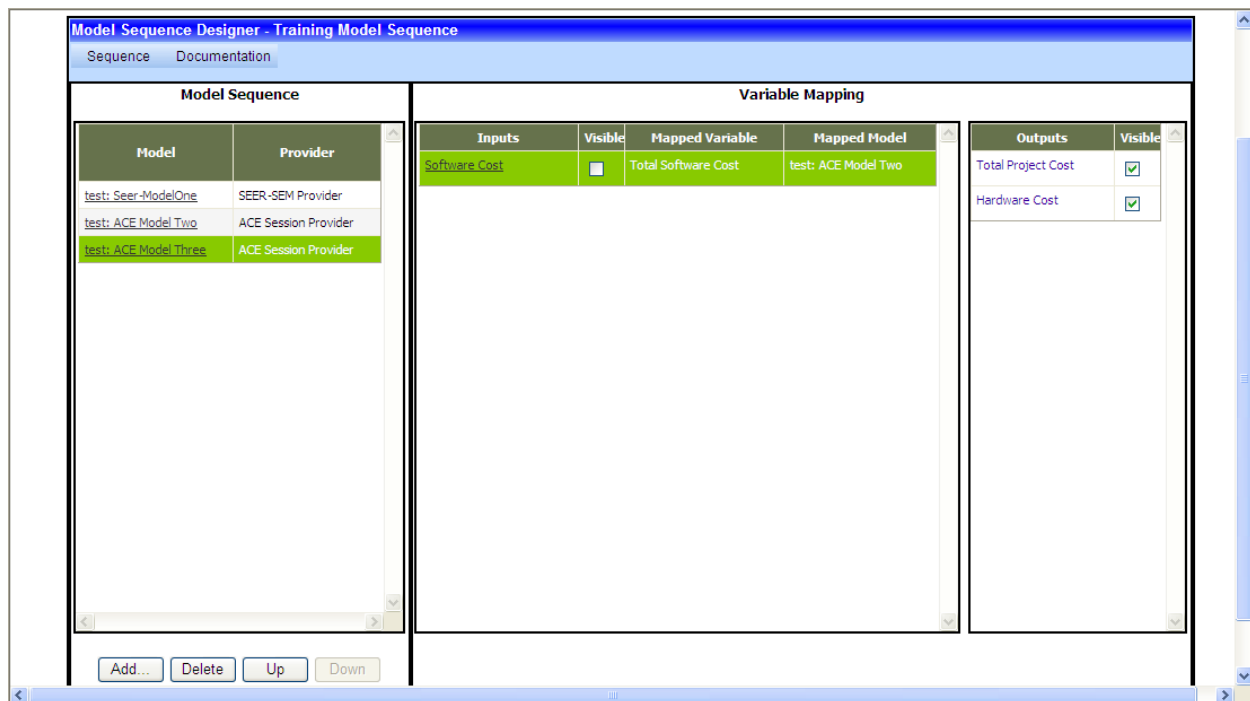 Model Sequence Designer - Training Model Sequence
Sequence Documentation
Model Sequence
Variable Mapping
Model Provider
test: Seer-ModelOne SEER-SEM Provider
test: ACE Model Two ACE Session Provider
test: ACE Model Three ACE Session Provider
Inputs Visible Mapped Variable Mapped Model
Software Cost Total Software Cost test: ACE Model Two
Outputs Visible
Total Project Cost
Hardware Cost
Add... Delete Up Down